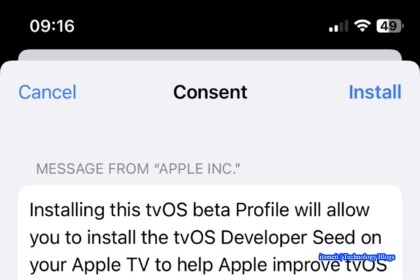 09:16
49
Cancel
Consent
Install
MESSAGE FROM “APPLE INC.”
Installing this tvOS beta Profile will allow
you to install the tvOS Developer Seed on
your Apple TV to help Apple improve tvOS
itsmeit | Technology Blogs